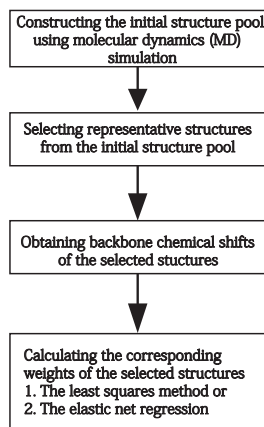 Constructing the initial structure pool
using molecular dynamics (MD)
simulation
Selecting representative structures
from the initial structure pool
Obtaining backbone chemical shifts
of the selected stuctures
Calculating the corresponding
weights of the selected structures
1. The least squares method or
2. The elastic net regression